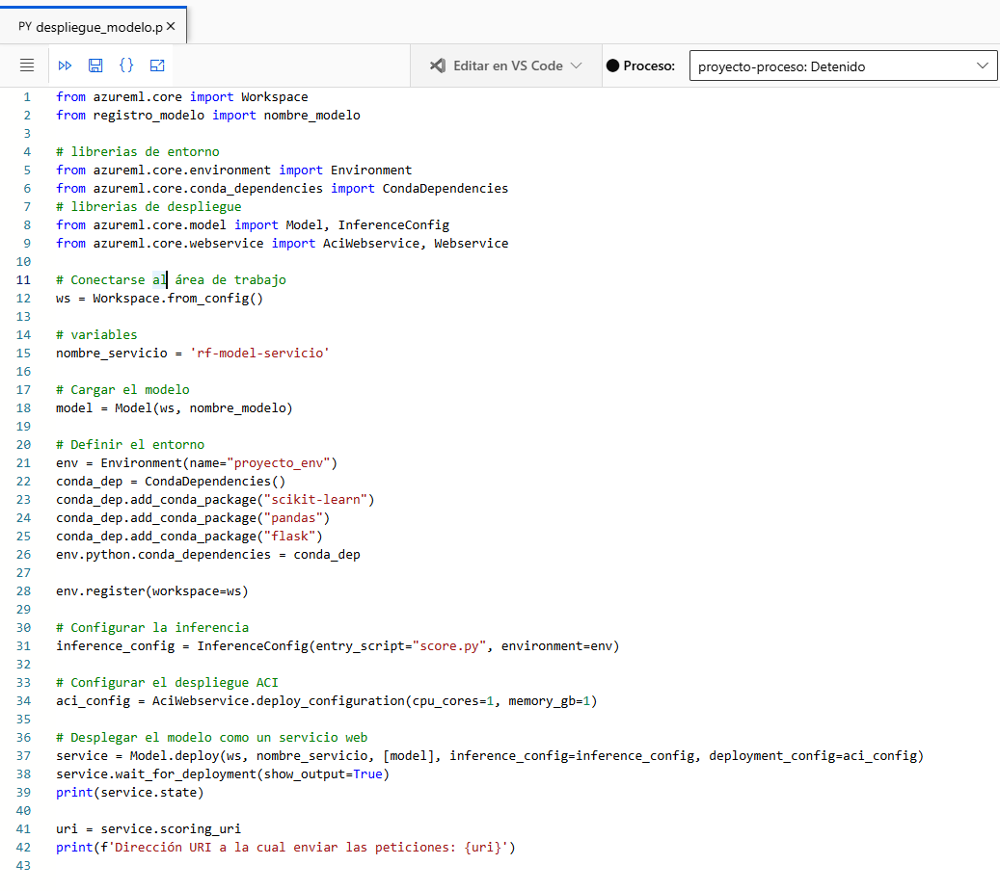 PY despliegue_modelo.p ×
Editar en VS Code
Proceso:
proyecto-proceso: Detenido
1 from azureml.core import Workspace
2 from registro_modelo import nombre_modelo
3
4 # librerias de entorno
5 from azureml.core.environment import Environment
6 from azureml.core.conda_dependencies import CondaDependencies
7 # librerias de despliegue
8 from azureml.core.model import Model, InferenceConfig
9 from azureml.core.webservice import AciWebservice, Webservice
10
11 # Conectarse al área de trabajo
12 ws = Workspace.from_config()
13
14 # variables
15 nombre_servicio = 'rf-model-servicio'
16
17 # Cargar el modelo
18 model = Model(ws, nombre_modelo)
19
20 # Definir el entorno
21 env = Environment(name="proyecto_env")
22 conda_dep = CondaDependencies()
23 conda_dep.add_conda_package("scikit-learn")
24 conda_dep.add_conda_package("pandas")
25 conda_dep.add_conda_package("flask")
26 env.python.conda_dependencies = conda_dep
27
28 env.register(workspace=ws)
29
30 # Configurar la inferencia
31 inference_config = InferenceConfig(entry_script="score.py", environment=env)
32
33 # Configurar el despliegue ACI
34 aci_config = AciWebservice.deploy_configuration(cpu_cores=1, memory_gb=1)
35
36 # Desplegar el modelo como un servicio web
37 service = Model.deploy(ws, nombre_servicio, [model], inference_config=inference_config, deployment_config=aci_config)
38 service.wait_for_deployment(show_output=True)
39 print(service.state)
40
41 uri = service.scoring_uri
42 print(f'Dirección URI a la cual enviar las peticiones: {uri}')
43